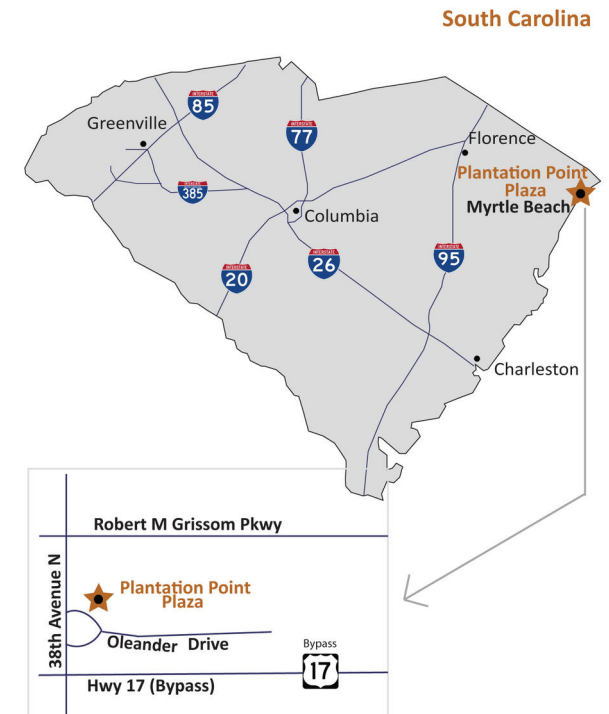 South Carolina
INTERSTATE
85
Greenville
INTERSTATE
77
Florence
Plantation Point
Plaza
Myrtle Beach
INTERSTATE
385
Columbia
INTERSTATE
20
INTERSTATE
26
INTERSTATE
95
Charleston
Robert M Grissom Pkwy
38th Avenue N
Plantation Point
Plaza
Oleander Drive
Bypass
17
Hwy 17 (Bypass)